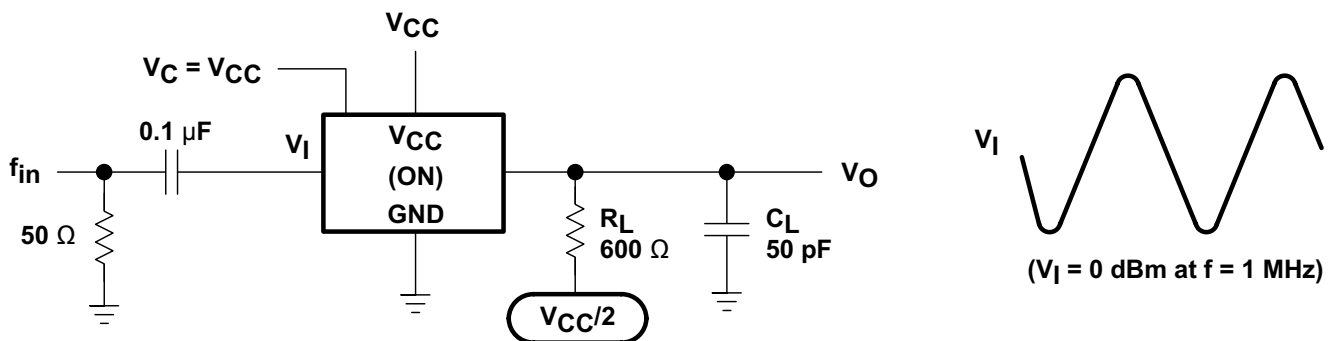 VCC
VC = VCC
0.1 µF
VI
VCC
(ON)
GND
fin
50 Ω
RL
600 Ω
CL
50 pF
VO
VCC/2
VI
(VI = 0 dBm at f = 1 MHz)